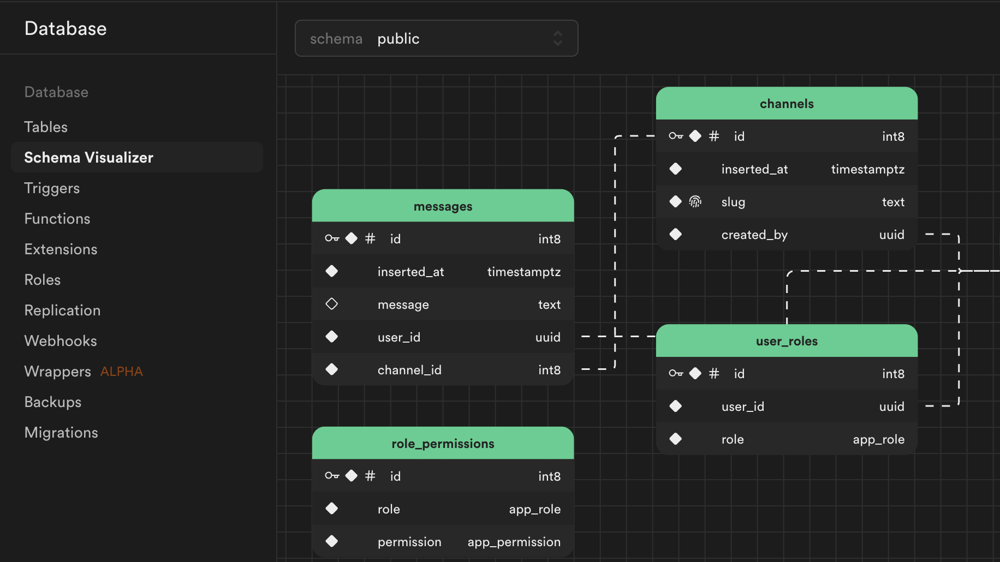 Database
schema public
Database
Tables
Schema Visualizer
Triggers
Functions
Extensions
Roles
Replication
Webhooks
Wrappers ALPHA
Backups
Migrations
messages
# id int8
inserted_at timestamptz
message text
user_id uuid
channel_id int8
role_permissions
# id int8
role app_role
permission app_permission
channels
# id int8
inserted_at timestamptz
slug text
created_by uuid
user_roles
# id int8
user_id uuid
role app_role